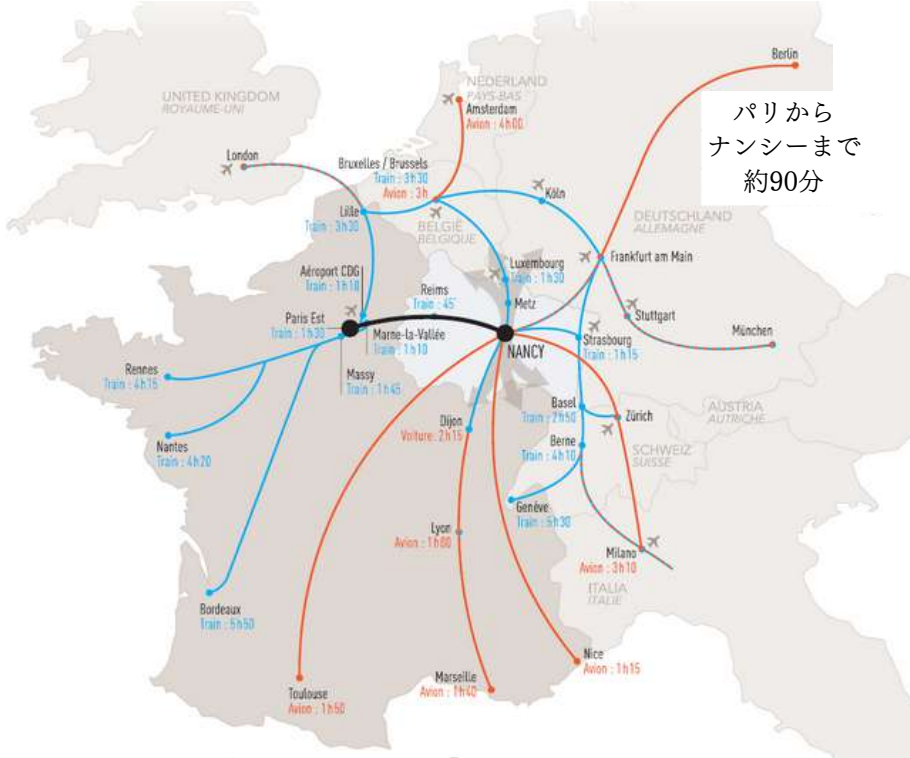 Berlin
NEDERLAND
PAYS-BAS
Amsterdam
Avion : 4h00
パリから
ナンシーまで
約90分
UNITED KINGDOM
ROYAUME-UNI
London
Bruxelles / Brussels
Train : 3h30
Avion : 3h
Köln
Lille
Train : 3h30
BELGIË
BELGIQUE
DEUTSCHLAND
ALLEMAGNE
Frankfurt am Main
Aéroport CDG
Train : 1h10
Luxembourg
Train : 1h30
Reims
Train : 45'
Metz
Paris Est
Train : 1h30
Marne-la-Vallée
Train : 1h10
NANCY
Stuttgart
Strasbourg
Train : 1h15
München
Massy
Train : 1h45
Rennes
Train : 4h15
Nantes
Train : 4h20
Dijon
Voiture: 2h15
Basel
Train : 2h50
Zürich
AUSTRIA
AUTRICHE
Berne
Train : 4h10
SCHWEIZ
SUISSE
Genève
Train : 5h30
Lyon
Avion : 1h00
Milano
Avion : 3h10
ITALIA
ITALIE
Bordeaux
Train : 5h50
Toulouse
Avion : 1h50
Marseille
Avion : 1h40
Nice
Avion : 1h15